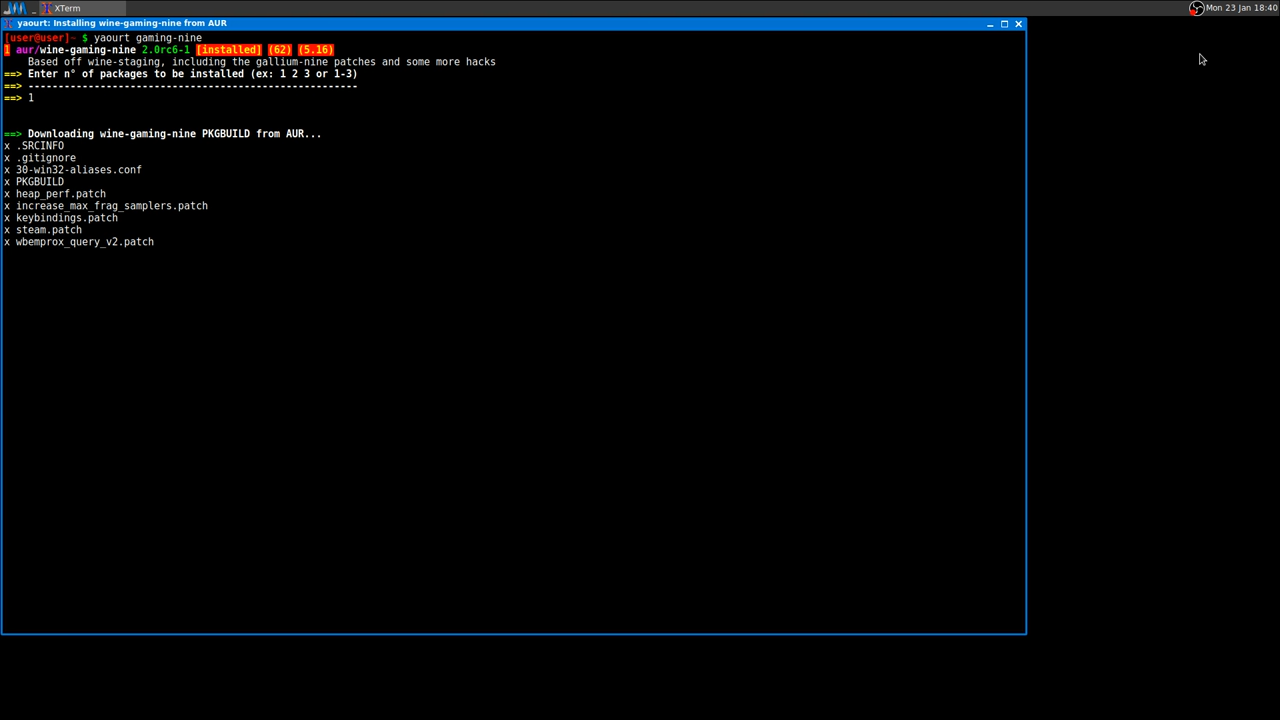 XTerm
Mon 23 Jan 18:40
yaourt: Installing wine-gaming-nine from AUR
[user@user]~ $ yaourt gaming-nine
1 aur/wine-gaming-nine 2.0rc6-1 [installed] (62) (5.16)
Based off wine-staging, including the gallium-nine patches and some more hacks
==> Enter n° of packages to be installed (ex: 1 2 3 or 1-3)
==> -------------------------------------------------------
==> 1
==> Downloading wine-gaming-nine PKGBUILD from AUR...
x .SRCINFO
x .gitignore
x 30-win32-aliases.conf
x PKGBUILD
x heap_perf.patch
x increase_max_frag_samplers.patch
x keybindings.patch
x steam.patch
x wbemprox_query_v2.patch